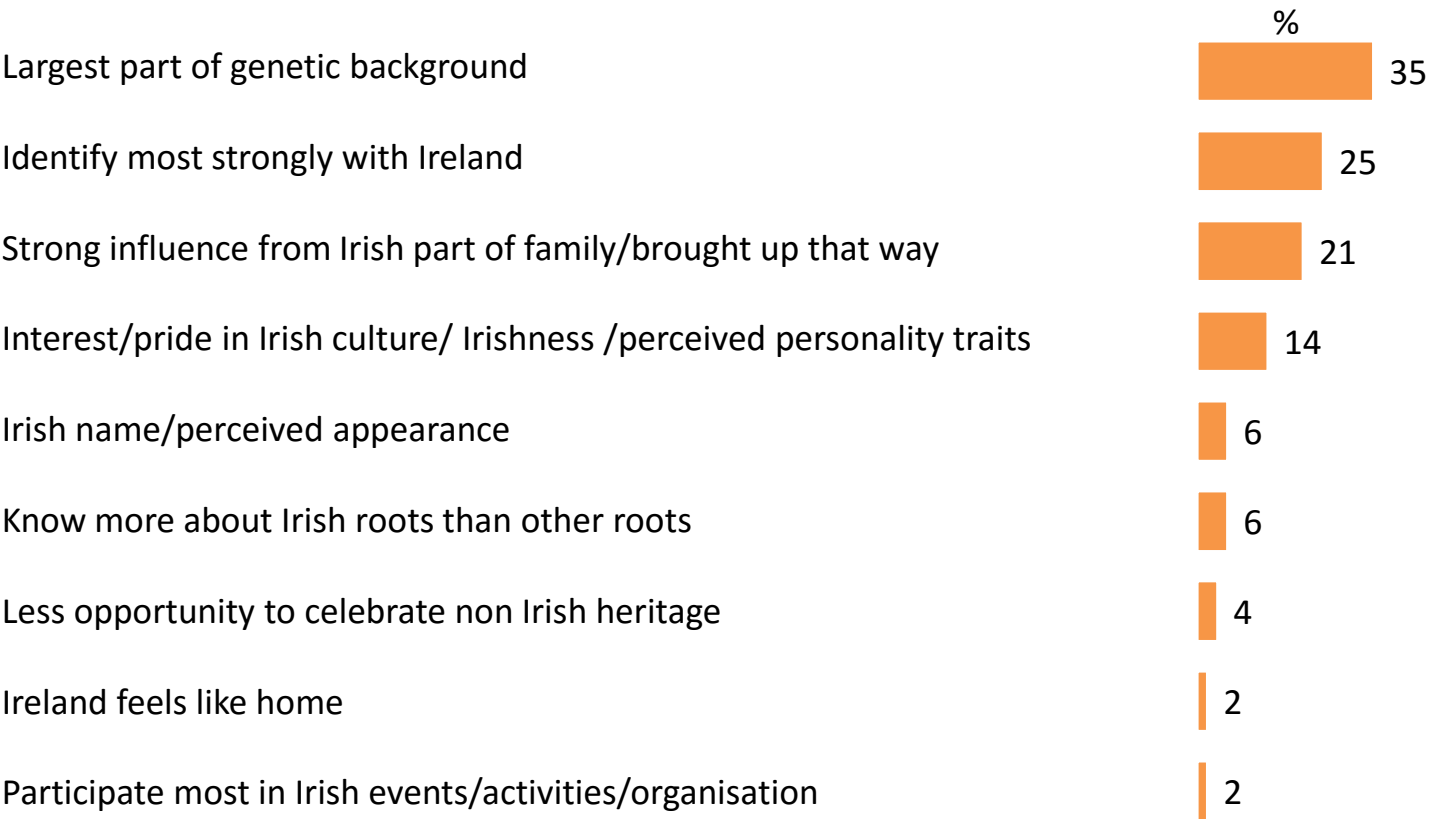 %
Largest part of genetic background 35
Identify most strongly with Ireland 25
Strong influence from Irish part of family/brought up that way 21
Interest/pride in Irish culture/ Irishness /perceived personality traits 14
Irish name/perceived appearance 6
Know more about Irish roots than other roots 6
Less opportunity to celebrate non Irish heritage 4
Ireland feels like home 2
Participate most in Irish events/activities/organisation 2